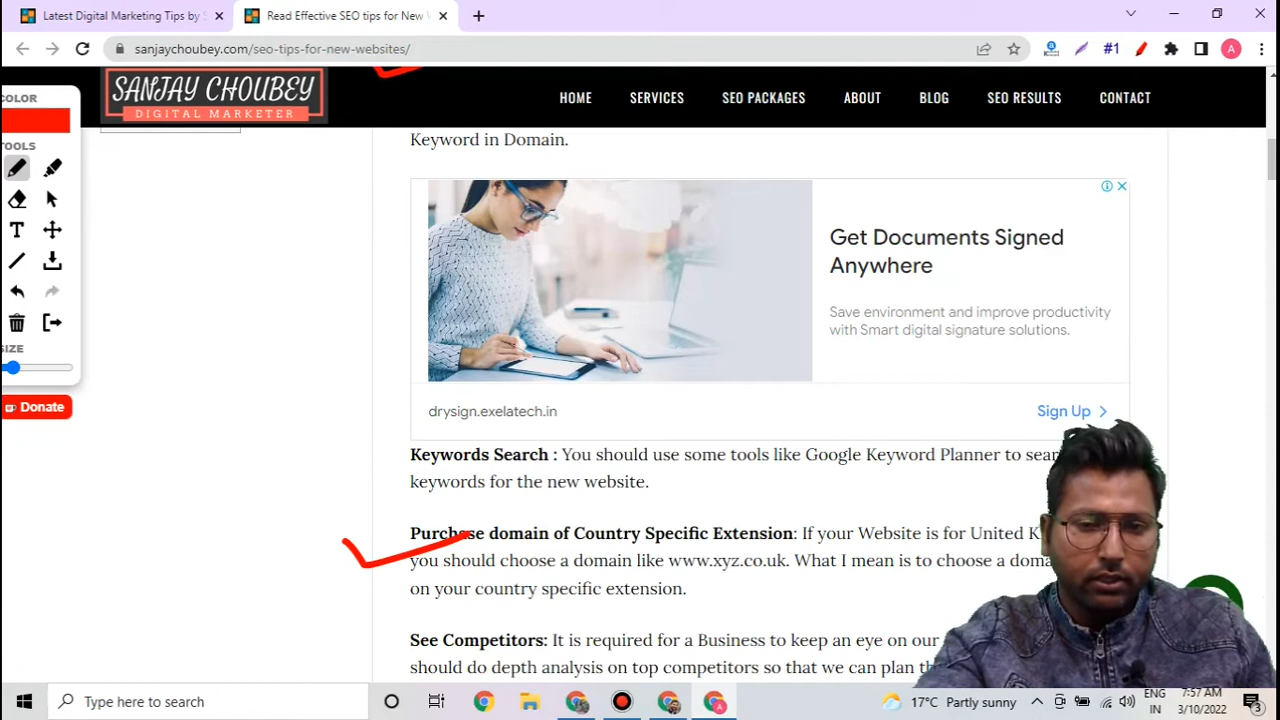 Latest Digital Marketing Tips by
Read Effective SEO tips for New
sanjaychoubey.com/seo-tips-for-new-websites/
#1
A
COLOR
SANJAY CHOUBEY
DIGITAL MARKETER
HOME SERVICES SEO PACKAGES ABOUT BLOG SEO RESULTS CONTACT
TOOLS
T
SIZE
Donate
Keyword in Domain.
Get Documents Signed
Anywhere
Save environment and improve productivity
with Smart digital signature solutions.
drysign.exelatech.in
Sign Up
Keywords Search : You should use some tools like Google Keyword Planner to
keywords for the new website.
Purchase domain of Country Specific Extension: If your Website is for United
you should choose a domain like www.xyz.co.uk. What I mean is to choose a
on your country specific extension.
See Competitors: It is required for a Business to keep an eye on our
should do depth analysis on top competitors so that we can plan
Type here to search
A
17°C Partly sunny
ENG
IN
7:57 AM
3/10/2022
3